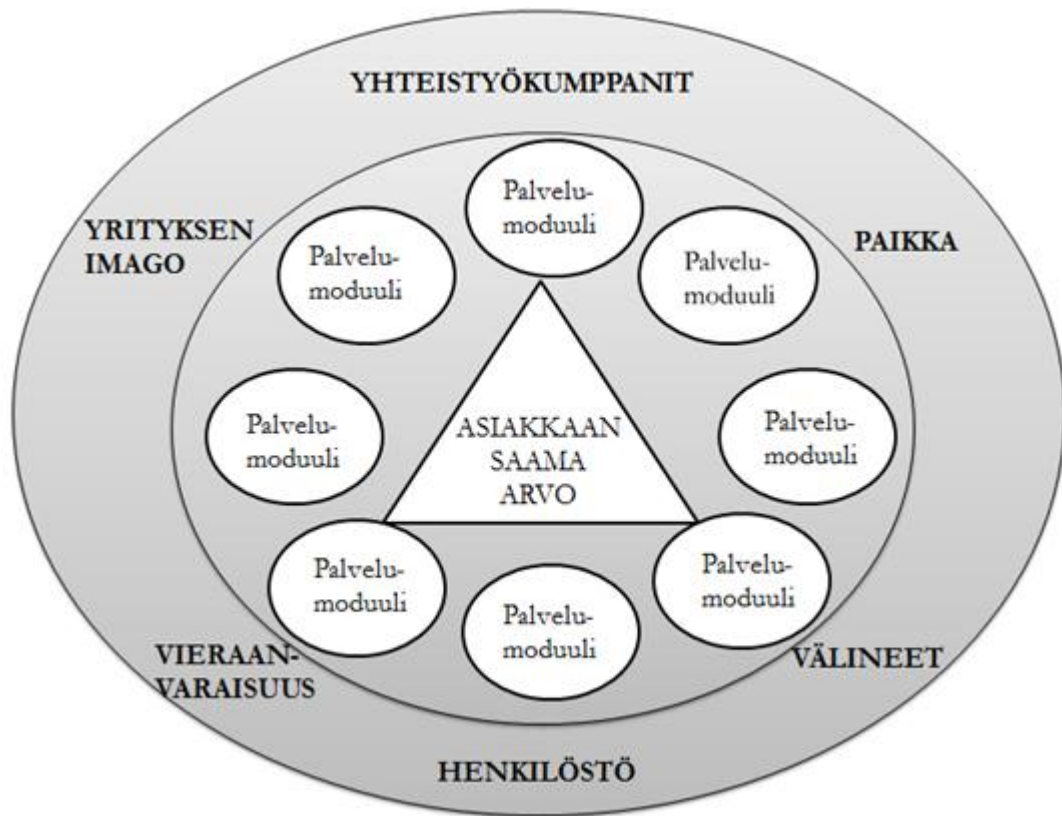 YHTEISTYÖKUMPPANIT
Palvelu-
moduuli
YRITYKSEN
IMAGO
Palvelu-
moduuli
Palvelu-
moduuli
PAIKKA
Palvelu-
moduuli
ASIAKKAAN
SAAMA
ARVO
Palvelu-
moduuli
Palvelu-
moduuli
Palvelu-
moduuli
Palvelu-
moduuli
VIERAAN-
VARAISUUS
VÄLINEET
HENKILÖSTÖ